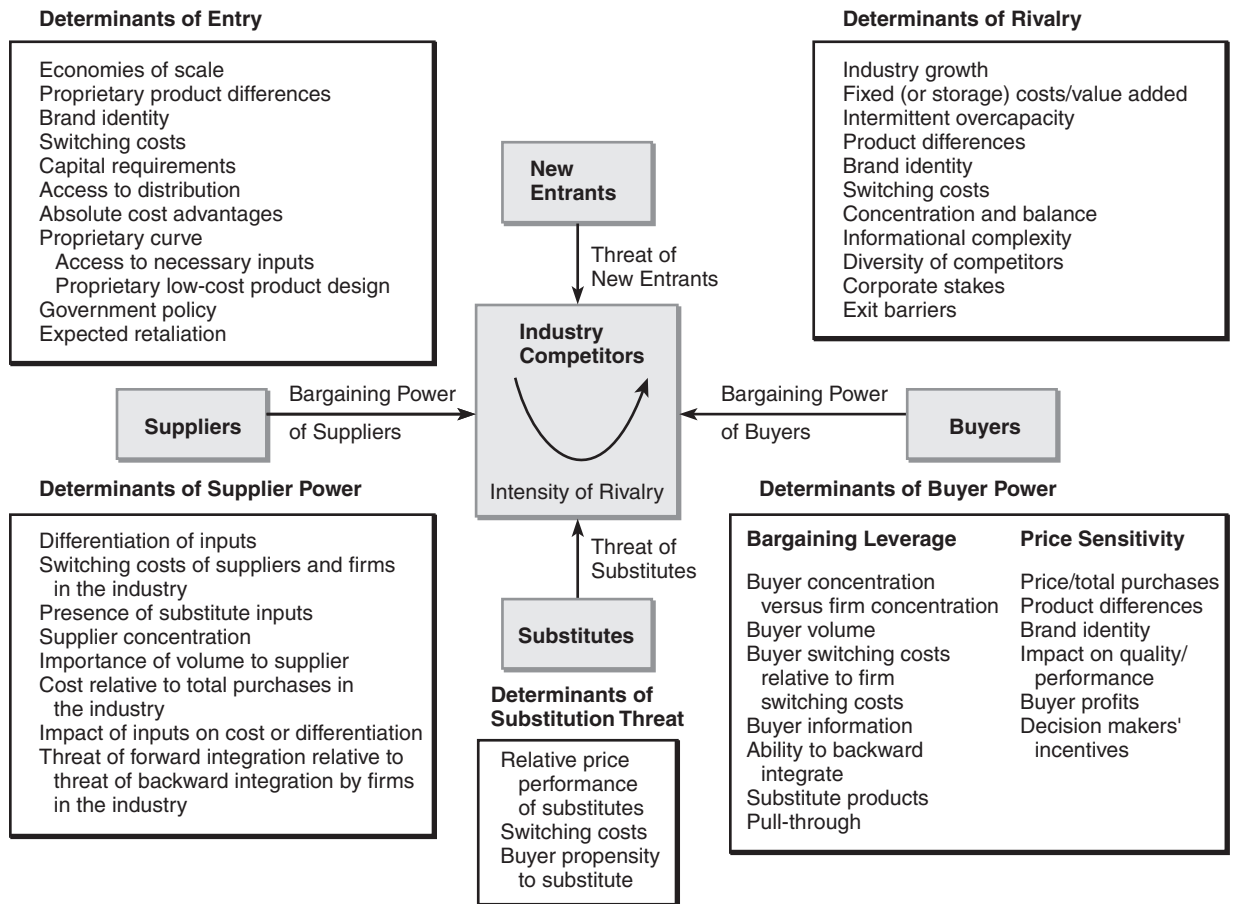 Determinants of Entry
Economies of scale
Proprietary product differences
Brand identity
Switching costs
Capital requirements
Access to distribution
Absolute cost advantages
Proprietary curve
Access to necessary inputs
Proprietary low-cost product design
Government policy
Expected retaliation
Determinants of Rivalry
Industry growth
Fixed (or storage) costs/value added
Intermittent overcapacity
Product differences
Brand identity
Switching costs
Concentration and balance
Informational complexity
Diversity of competitors
Corporate stakes
Exit barriers
New
Entrants
Threat of
New Entrants
Industry
Competitors
Intensity of Rivalry
Suppliers
Bargaining Power
of Suppliers
Bargaining Power
of Buyers
Buyers
Threat of
Substitutes
Substitutes
Determinants of Supplier Power
Differentiation of inputs
Switching costs of suppliers and firms
in the industry
Presence of substitute inputs
Supplier concentration
Importance of volume to supplier
Cost relative to total purchases in
the industry
Impact of inputs on cost or differentiation
Threat of forward integration relative to
threat of backward integration by firms
in the industry
Determinants of
Substitution Threat
Relative price
performance
of substitutes
Switching costs
Buyer propensity
to substitute
Determinants of Buyer Power
Bargaining Leverage
Buyer concentration
versus firm concentration
Buyer volume
Buyer switching costs
relative to firm
switching costs
Buyer information
Ability to backward
integrate
Substitute products
Pull-through
Price Sensitivity
Price/total purchases
Product differences
Brand identity
Impact on quality/
performance
Buyer profits
Decision makers'
incentives